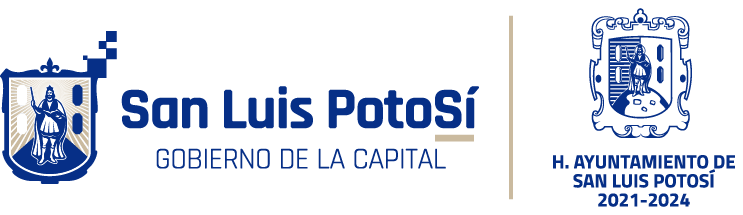 San Luis PotoSí
GOBIERNO DE LA CAPITAL
H. AYUNTAMIENTO DE
SAN LUIS POTOSÍ
2021-2024